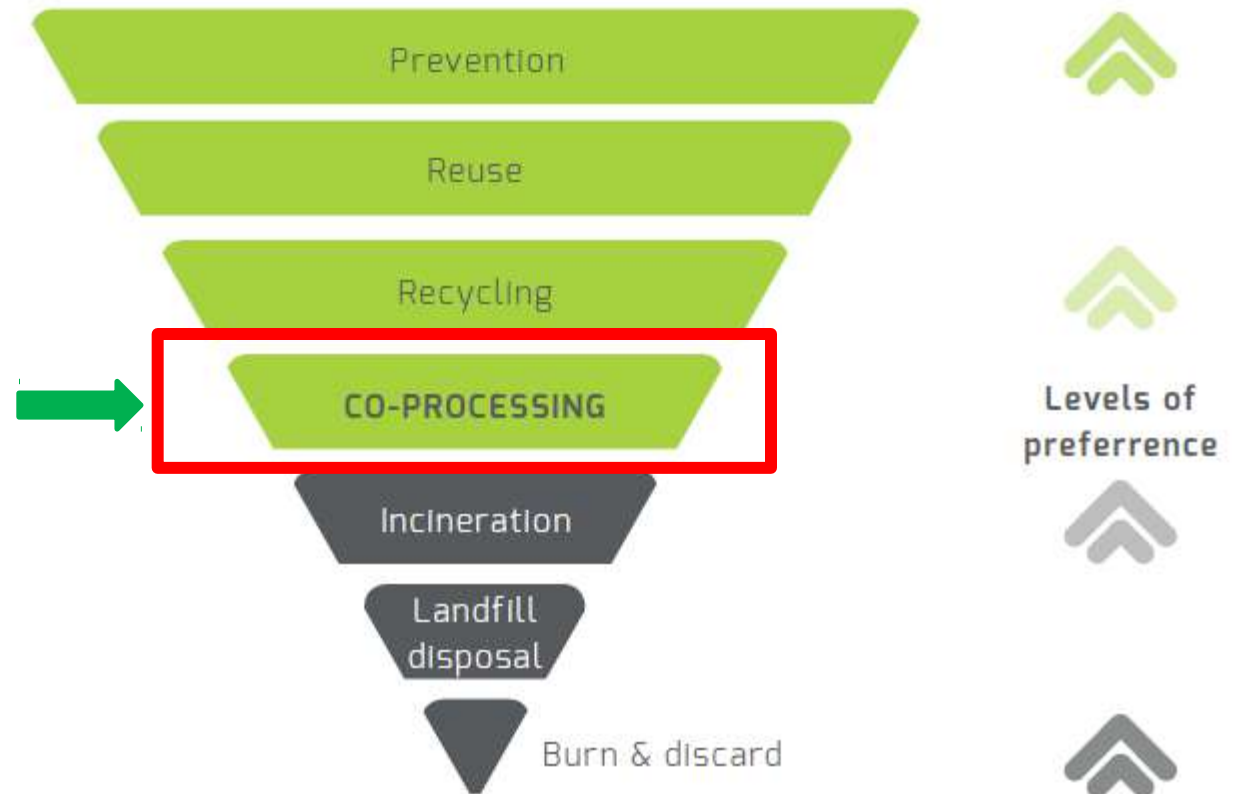 Prevention
Reuse
Recycling
CO-PROCESSING
Levels of
preferrence
Incineration
Landfill
disposal
Burn & discard